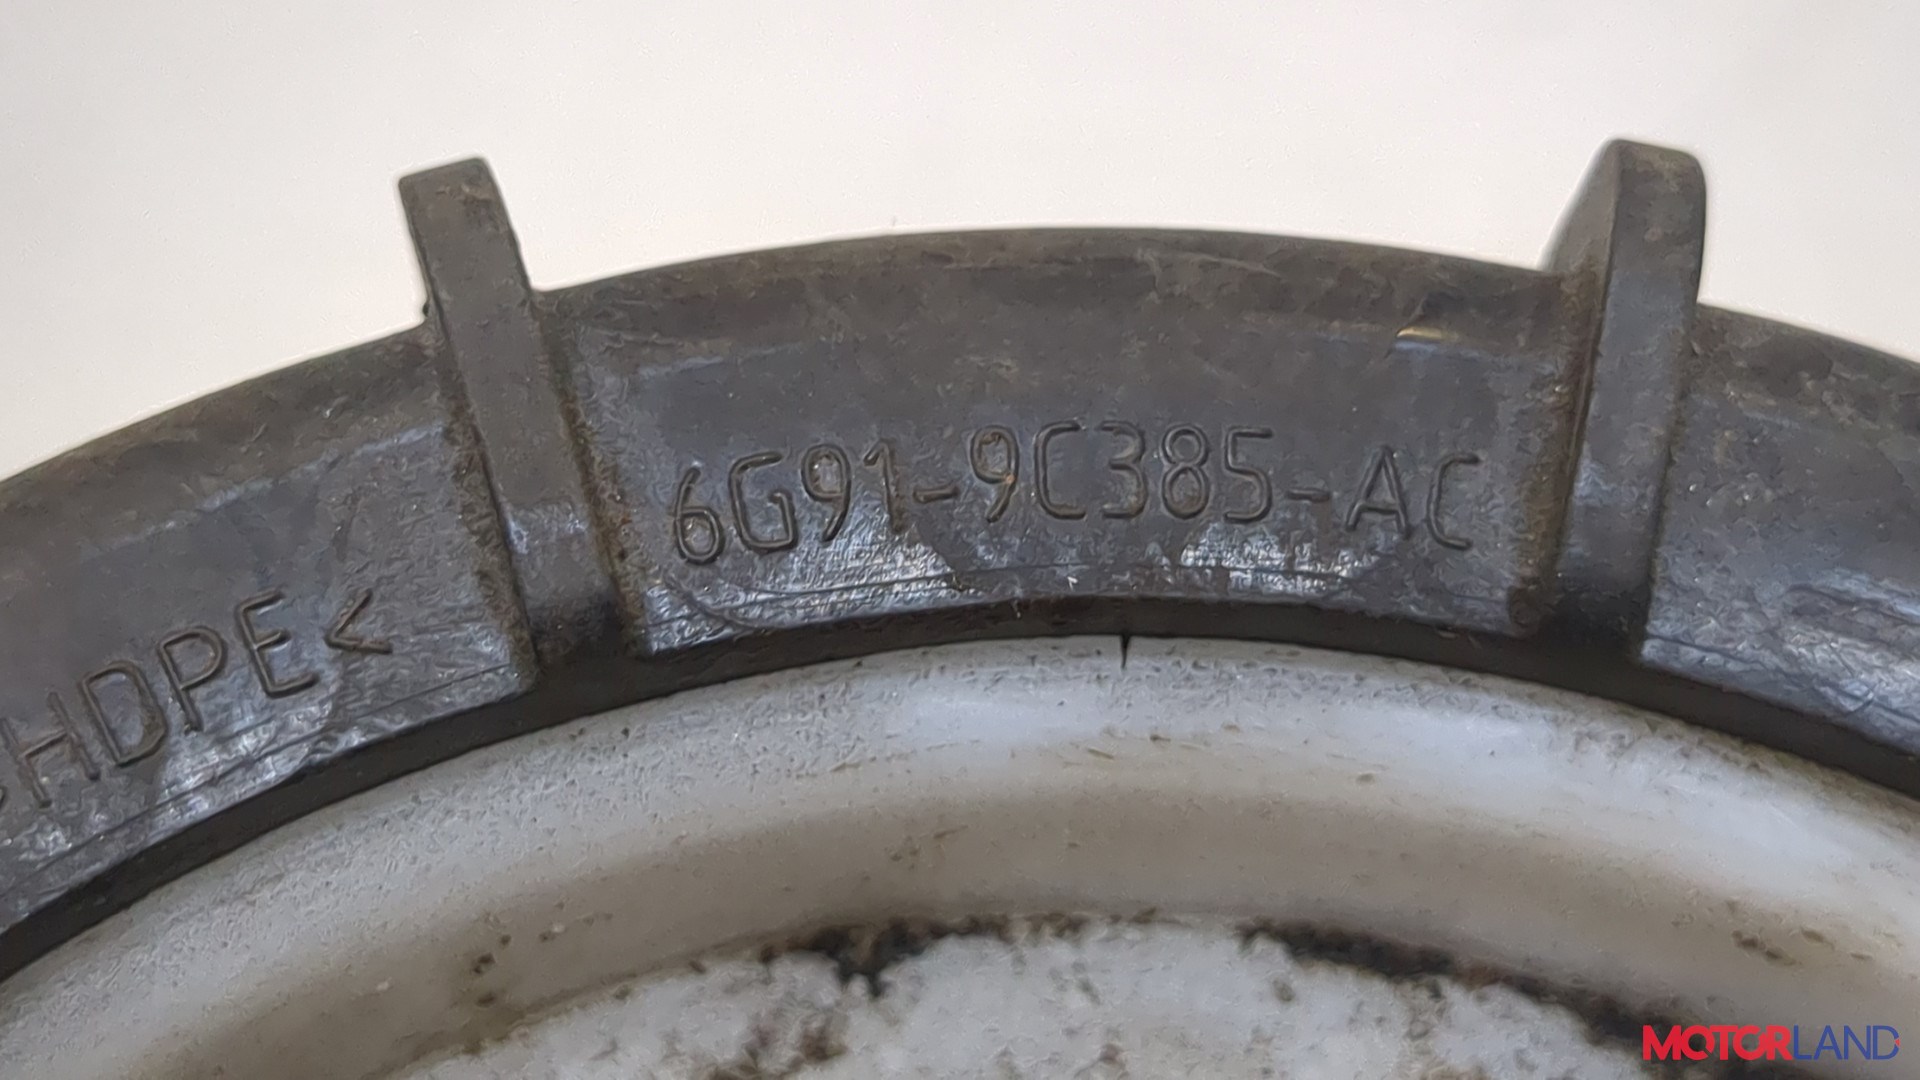 >HDPE<
6G91-9C385-AC
MOTORLAND